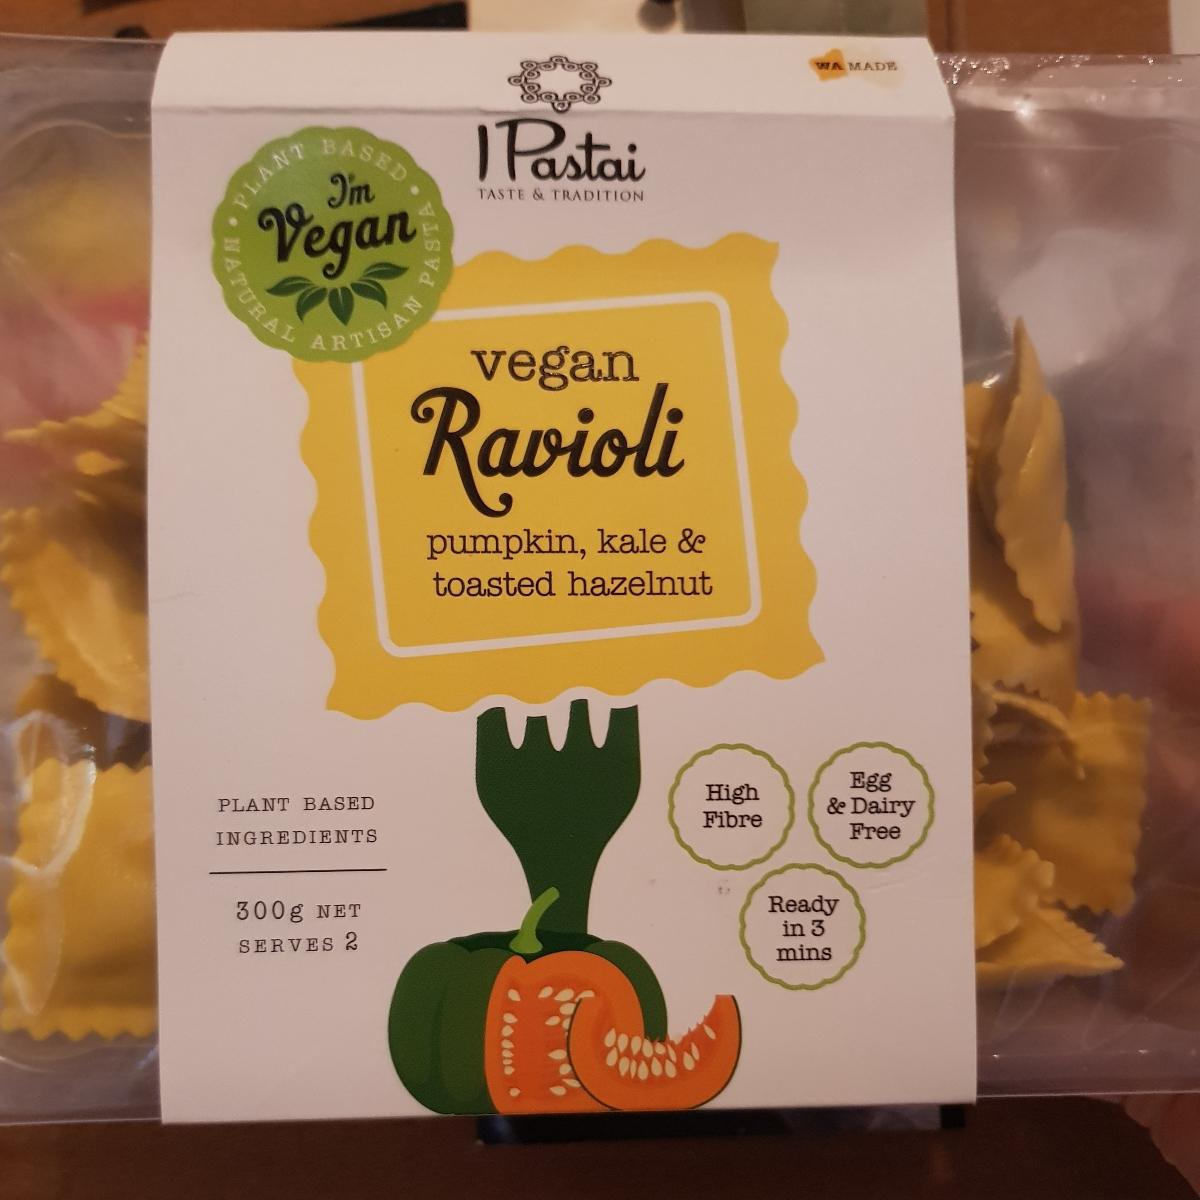 WA MADE
I Pastai
TASTE & TRADITION
PLANT BASED
I'm
Vegan
NATURAL ARTISAN PASTA
vegan
Ravioli
pumpkin, kale &
toasted hazelnut
PLANT BASED
INGREDIENTS
300g NET
SERVES 2
High
Fibre
Egg
& Dairy
Free
Ready
in 3
mins